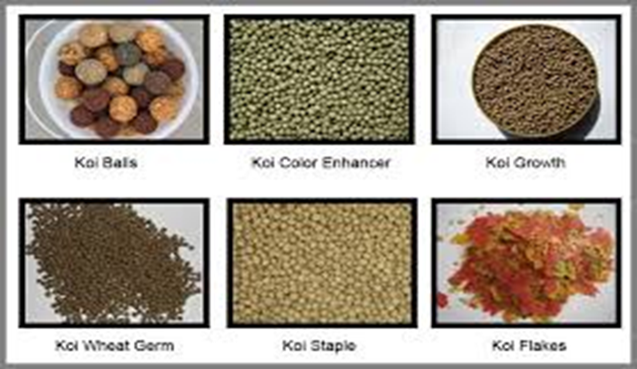 Koi Balls
Koi Color Enhancer
Koi Growth
Koi Wheat Germ
Koi Staple
Koi Flakes